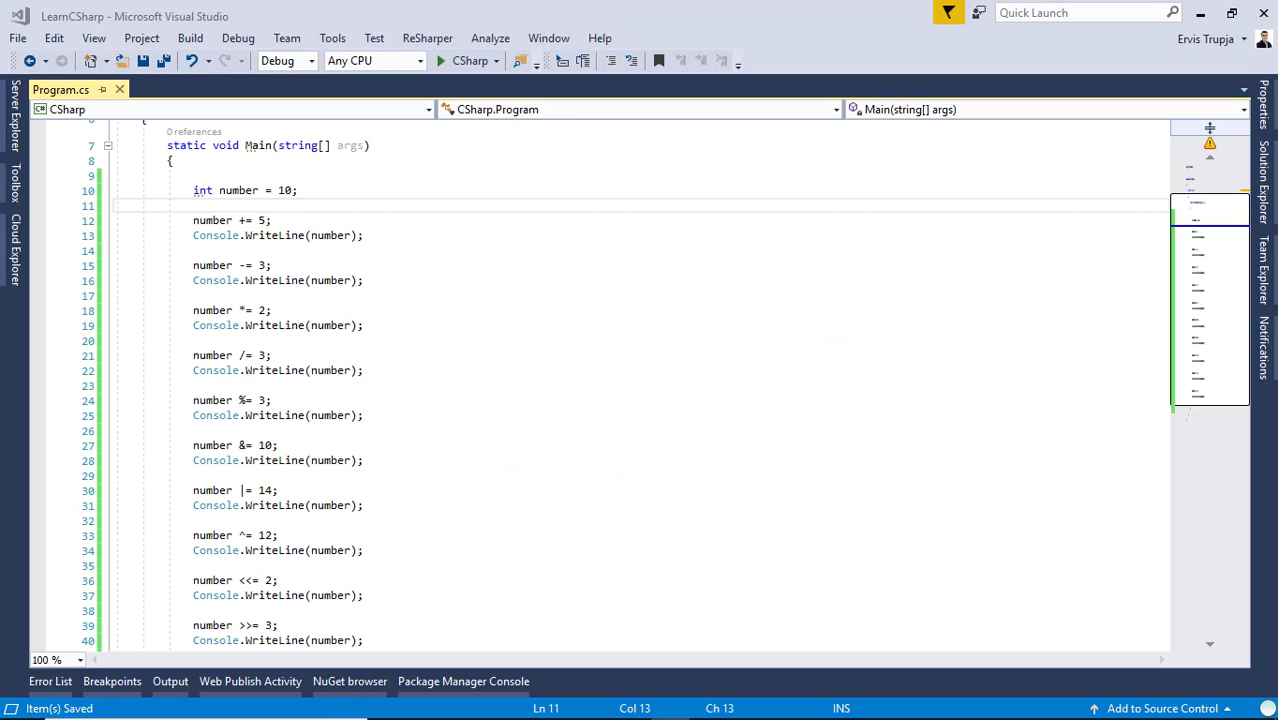 LearnCSharp - Microsoft Visual Studio
Quick Launch
File Edit View Project Build Debug Team Tools Test ReSharper Analyze Window Help
Ervis Trupja
Debug Any CPU CSharp
Program.cs
CSharp CSharp.Program Main(string[] args)
Server Explorer
Toolbox
Cloud Explorer
0 references
7 static void Main(string[] args)
8 {
9
10 int number = 10;
11
12 number += 5;
13 Console.WriteLine(number);
14
15 number -= 3;
16 Console.WriteLine(number);
17
18 number *= 2;
19 Console.WriteLine(number);
20
21 number /= 3;
22 Console.WriteLine(number);
23
24 number %= 3;
25 Console.WriteLine(number);
26
27 number &= 10;
28 Console.WriteLine(number);
29
30 number |= 14;
31 Console.WriteLine(number);
32
33 number ^= 12;
34 Console.WriteLine(number);
35
36 number <<= 2;
37 Console.WriteLine(number);
38
39 number >>= 3;
40 Console.WriteLine(number);
Properties
Solution Explorer
Team Explorer
Notifications
100 %
Error List Breakpoints Output Web Publish Activity NuGet browser Package Manager Console
Item(s) Saved Ln 11 Col 13 Ch 13 INS Add to Source Control